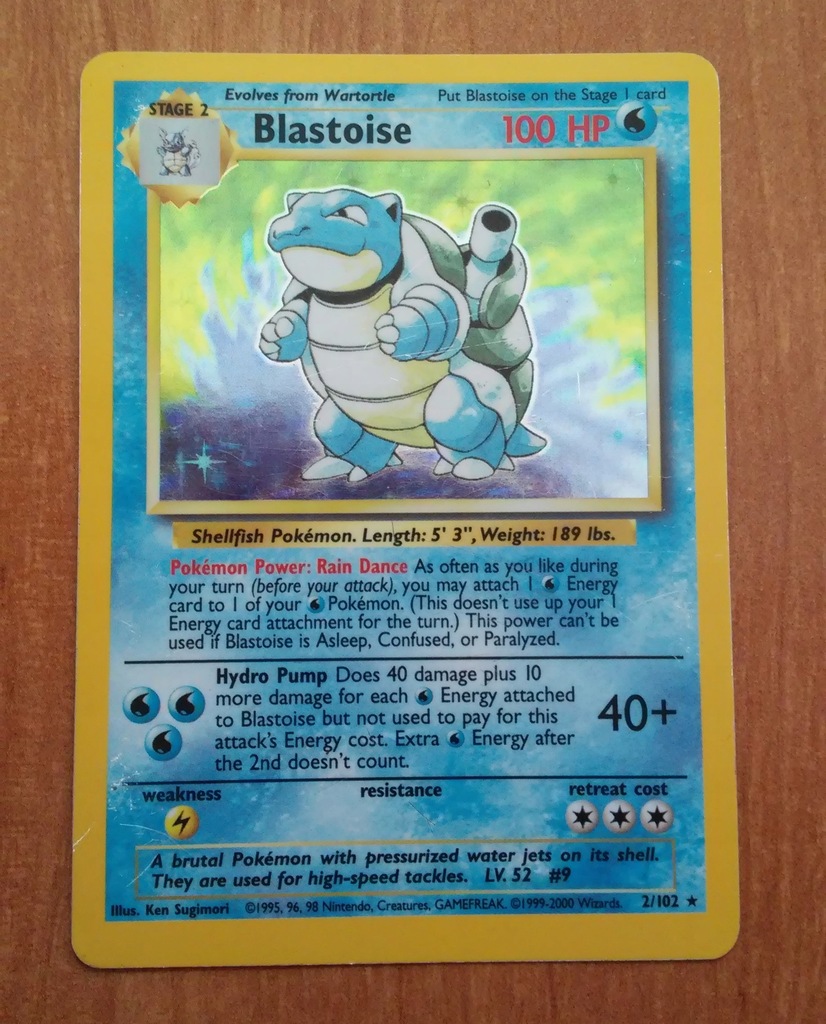 STAGE 2
Evolves from Wartortle
Put Blastoise on the Stage 1 card
Blastoise
100 HP
Shellfish Pokémon. Length: 5' 3", Weight: 189 lbs.
Pokémon Power: Rain Dance As often as you like during
your turn (before your attack), you may attach 1 Energy
card to 1 of your Pokémon. (This doesn't use up your 1
Energy card attachment for the turn.) This power can't be
used if Blastoise is Asleep, Confused, or Paralyzed.
Hydro Pump Does 40 damage plus 10
more damage for each Energy attached
to Blastoise but not used to pay for this
attack's Energy cost. Extra Energy after
the 2nd doesn't count.
40+
weakness
resistance
retreat cost
A brutal Pokémon with pressurized water jets on its shell.
They are used for high-speed tackles. LV. 52 #9
Illus. Ken Sugimori ©1995, 96, 98 Nintendo, Creatures, GAMEFREAK. ©1999-2000 Wizards. 2/102 ★